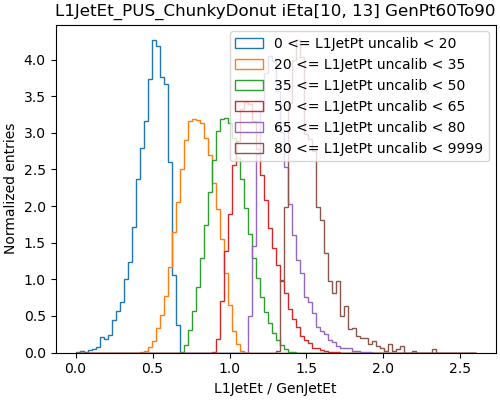 L1JetEt_PUS_ChunkyDonut iEta[10, 13] GenPt60To90
0 <= L1JetPt uncalib < 20
20 <= L1JetPt uncalib < 35
35 <= L1JetPt uncalib < 50
50 <= L1JetPt uncalib < 65
65 <= L1JetPt uncalib < 80
80 <= L1JetPt uncalib < 9999
Normalized entries
4.0
3.5
3.0
2.5
2.0
1.5
1.0
0.5
0.0
0.0 0.5 1.0 1.5 2.0 2.5
L1JetEt / GenJetEt